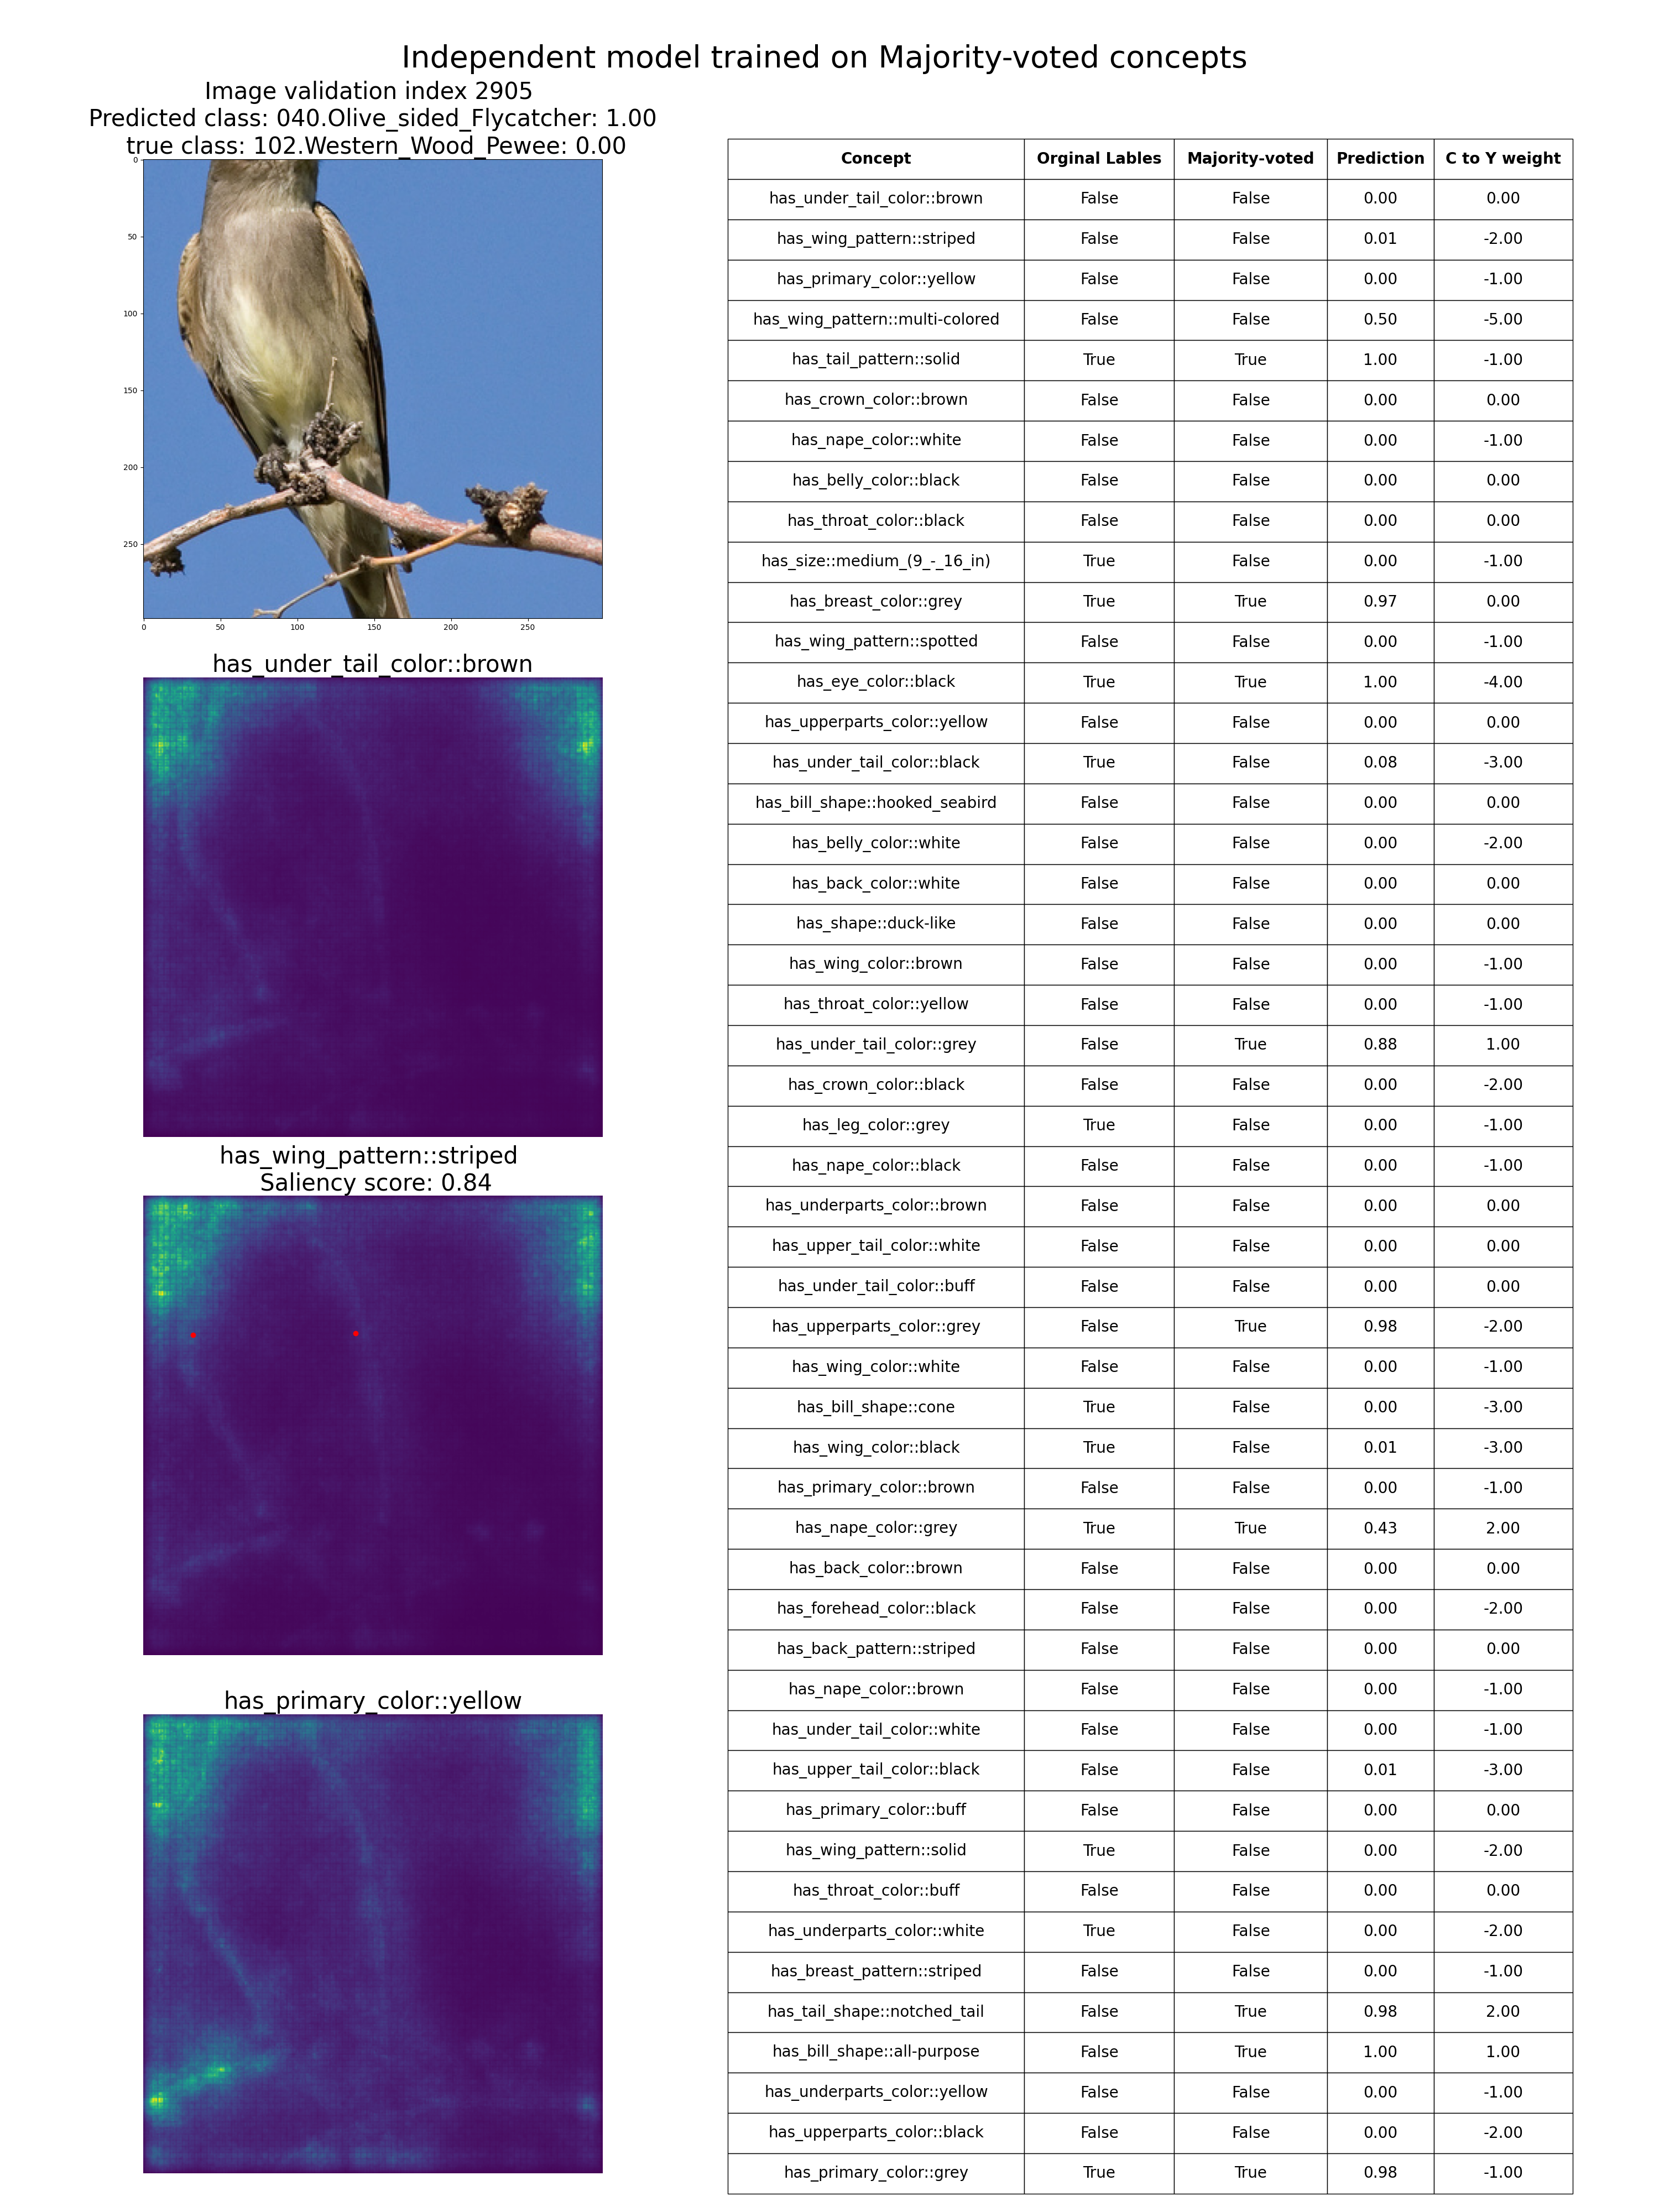 Independent model trained on Majority-voted concepts
Image validation index 2905
Predicted class: 040.Olive_sided_Flycatcher: 1.00
true class: 102.Western_Wood_Pewee: 0.00
0
50
100
150
200
250
0 50 100 150 200 250
has_under_tail_color::brown
has_wing_pattern::striped
Saliency score: 0.84
has_primary_color::yellow
Concept Orginal Lables Majority-voted Prediction C to Y weight
has_under_tail_color::brown False False 0.00 0.00
has_wing_pattern::striped False False 0.01 -2.00
has_primary_color::yellow False False 0.00 -1.00
has_wing_pattern::multi-colored False False 0.50 -5.00
has_tail_pattern::solid True True 1.00 -1.00
has_crown_color::brown False False 0.00 0.00
has_nape_color::white False False 0.00 -1.00
has_belly_color::black False False 0.00 0.00
has_throat_color::black False False 0.00 0.00
has_size::medium_(9_-_16_in) True False 0.00 -1.00
has_breast_color::grey True True 0.97 0.00
has_wing_pattern::spotted False False 0.00 -1.00
has_eye_color::black True True 1.00 -4.00
has_upperparts_color::yellow False False 0.00 0.00
has_under_tail_color::black True False 0.08 -3.00
has_bill_shape::hooked_seabird False False 0.00 0.00
has_belly_color::white False False 0.00 -2.00
has_back_color::white False False 0.00 0.00
has_shape::duck-like False False 0.00 0.00
has_wing_color::brown False False 0.00 -1.00
has_throat_color::yellow False False 0.00 -1.00
has_under_tail_color::grey False True 0.88 1.00
has_crown_color::black False False 0.00 -2.00
has_leg_color::grey True False 0.00 -1.00
has_nape_color::black False False 0.00 -1.00
has_underparts_color::brown False False 0.00 0.00
has_upper_tail_color::white False False 0.00 0.00
has_under_tail_color::buff False False 0.00 0.00
has_upperparts_color::grey False True 0.98 -2.00
has_wing_color::white False False 0.00 -1.00
has_bill_shape::cone True False 0.00 -3.00
has_wing_color::black True False 0.01 -3.00
has_primary_color::brown False False 0.00 -1.00
has_nape_color::grey True True 0.43 2.00
has_back_color::brown False False 0.00 0.00
has_forehead_color::black False False 0.00 -2.00
has_back_pattern::striped False False 0.00 0.00
has_nape_color::brown False False 0.00 -1.00
has_under_tail_color::white False False 0.00 -1.00
has_upper_tail_color::black False False 0.01 -3.00
has_primary_color::buff False False 0.00 0.00
has_wing_pattern::solid True False 0.00 -2.00
has_throat_color::buff False False 0.00 0.00
has_underparts_color::white True False 0.00 -2.00
has_breast_pattern::striped False False 0.00 -1.00
has_tail_shape::notched_tail False True 0.98 2.00
has_bill_shape::all-purpose False True 1.00 1.00
has_underparts_color::yellow False False 0.00 -1.00
has_upperparts_color::black False False 0.00 -2.00
has_primary_color::grey True True 0.98 -1.00